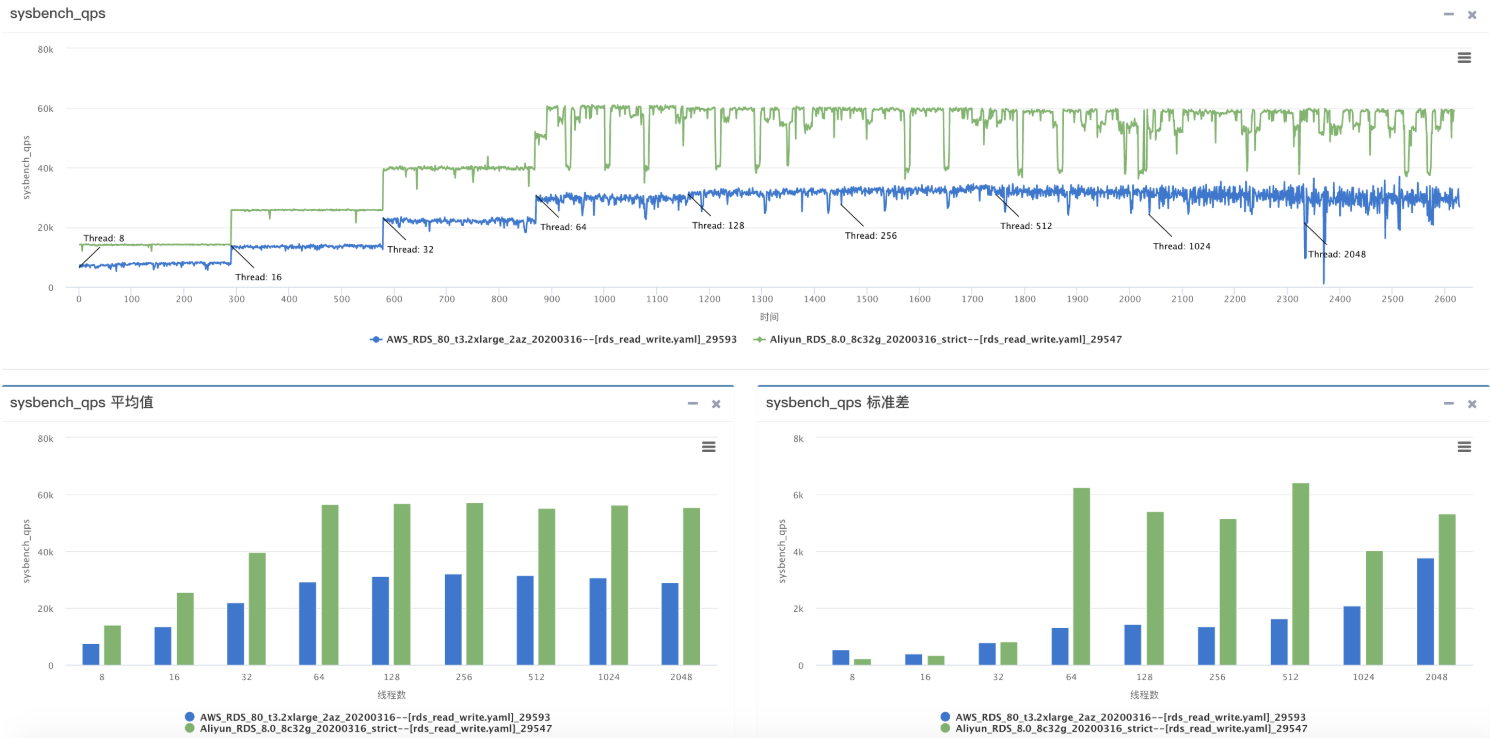 sysbench_qps
80k
60k
40k
20k
0
sysbench_qps
Thread: 8
Thread: 16
Thread: 32
Thread: 64
Thread: 128
Thread: 256
Thread: 512
Thread: 1024
Thread: 2048
0 100 200 300 400 500 600 700 800 900 1000 1100 1200 1300 1400 1500 1600 1700 1800 1900 2000 2100 2200 2300 2400 2500 2600
时间
AWS_RDS_80_t3.2xlarge_2az_20200316--[rds_read_write.yaml]_29593 Aliyun_RDS_8.0_8c32g_20200316_strict--[rds_read_write.yaml]_29547
sysbench_qps 平均值
80k
60k
40k
20k
0
sysbench_qps
8 16 32 64 128 256 512 1024 2048
线程数
AWS_RDS_80_t3.2xlarge_2az_20200316--[rds_read_write.yaml]_29593
Aliyun_RDS_8.0_8c32g_20200316_strict--[rds_read_write.yaml]_29547
sysbench_qps 标准差
8k
6k
4k
2k
0
sysbench_qps
8 16 32 64 128 256 512 1024 2048
线程数
AWS_RDS_80_t3.2xlarge_2az_20200316--[rds_read_write.yaml]_29593
Aliyun_RDS_8.0_8c32g_20200316_strict--[rds_read_write.yaml]_29547